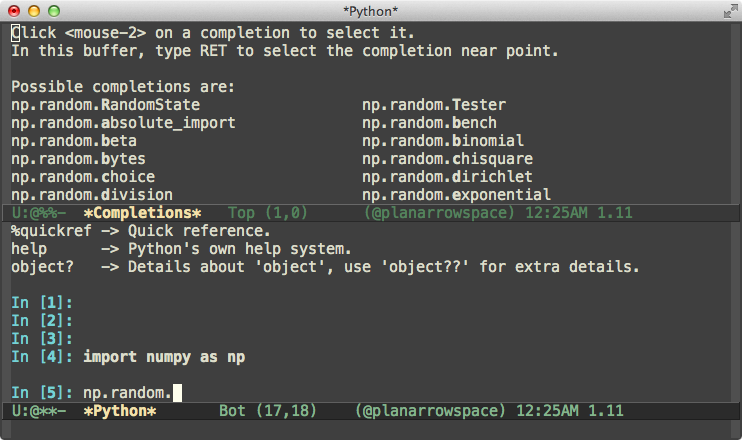 *Python*
Click <mouse-2> on a completion to select it.
In this buffer, type RET to select the completion near point.
Possible completions are:
np.random.RandomState np.random.Tester
np.random.absolute_import np.random.bench
np.random.beta np.random.binomial
np.random.bytes np.random.chisquare
np.random.choice np.random.dirichlet
np.random.division np.random.exponential
U:@%%- *Completions* Top (1,0) (@planarrowspace) 12:25AM 1.11
%quickref -> Quick reference.
help -> Python's own help system.
object? -> Details about 'object', use 'object??' for extra details.
In [1]:
In [2]:
In [3]:
In [4]: import numpy as np
In [5]: np.random.
U:@**- *Python* Bot (17,18) (@planarrowspace) 12:25AM 1.11